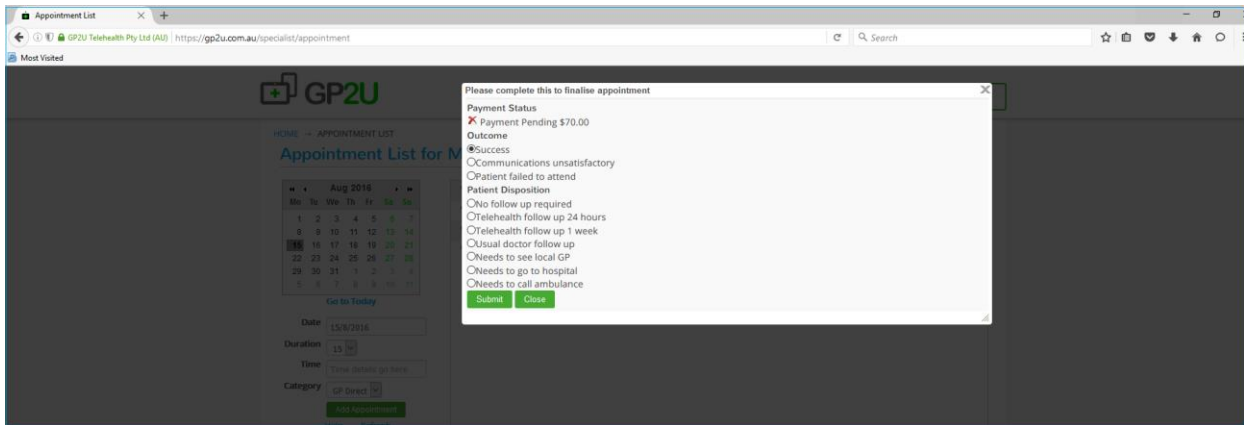 Appointment List
GP2U Telehealth Pty Ltd (AU) https://gp2u.com.au/specialist/appointment
Search
Most Visited
GP2U
HOME → APPOINTMENT LIST
Appointment List for M
Aug 2016
Mo Tu We Th Fr Sa Su
1 2 3 4 5 6 7
8 9 10 11 12 13 14
15 16 17 18 19 20 21
22 23 24 25 26 27 28
29 30 31 1 2 3 4
5 6 7 8 9 10 11
Go to Today
Date 15/8/2016
Duration 15
Time Time details go here
Category GP Direct
Add Appointment
Please complete this to finalise appointment
Payment Status
Payment Pending $70.00
Outcome
Success
Communications unsatisfactory
Patient failed to attend
Patient Disposition
No follow up required
Telehealth follow up 24 hours
Telehealth follow up 1 week
Usual doctor follow up
Needs to see local GP
Needs to go to hospital
Needs to call ambulance
Submit Close